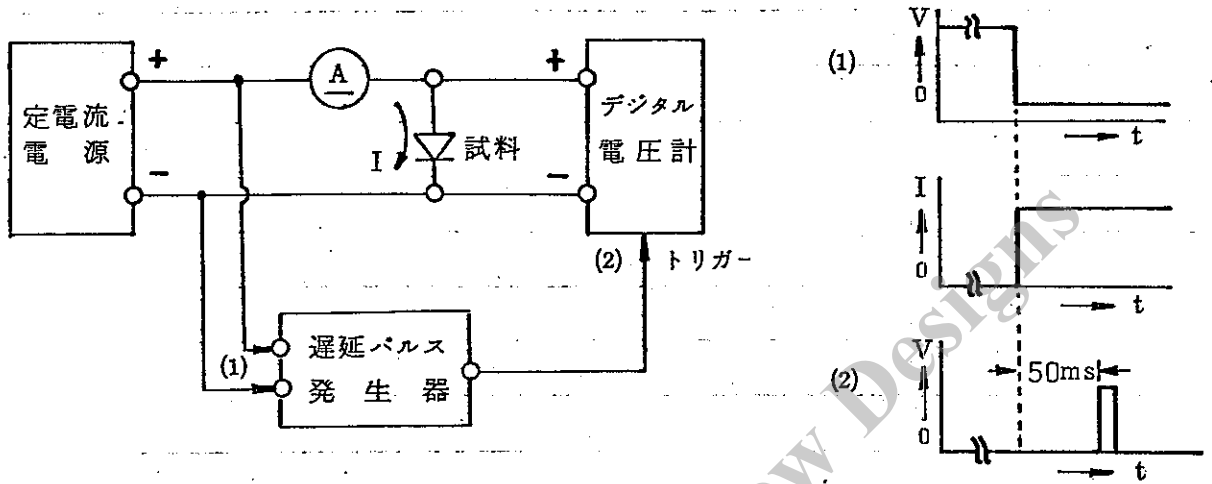 定電流
電源
+
−
A
I
試料
+
−
デジタル
電圧計
(2) トリガー
(1)
遅延パルス
発生器
(1)
V
0
t
I
0
t
(2)
V
0
50ms
t
w Designs